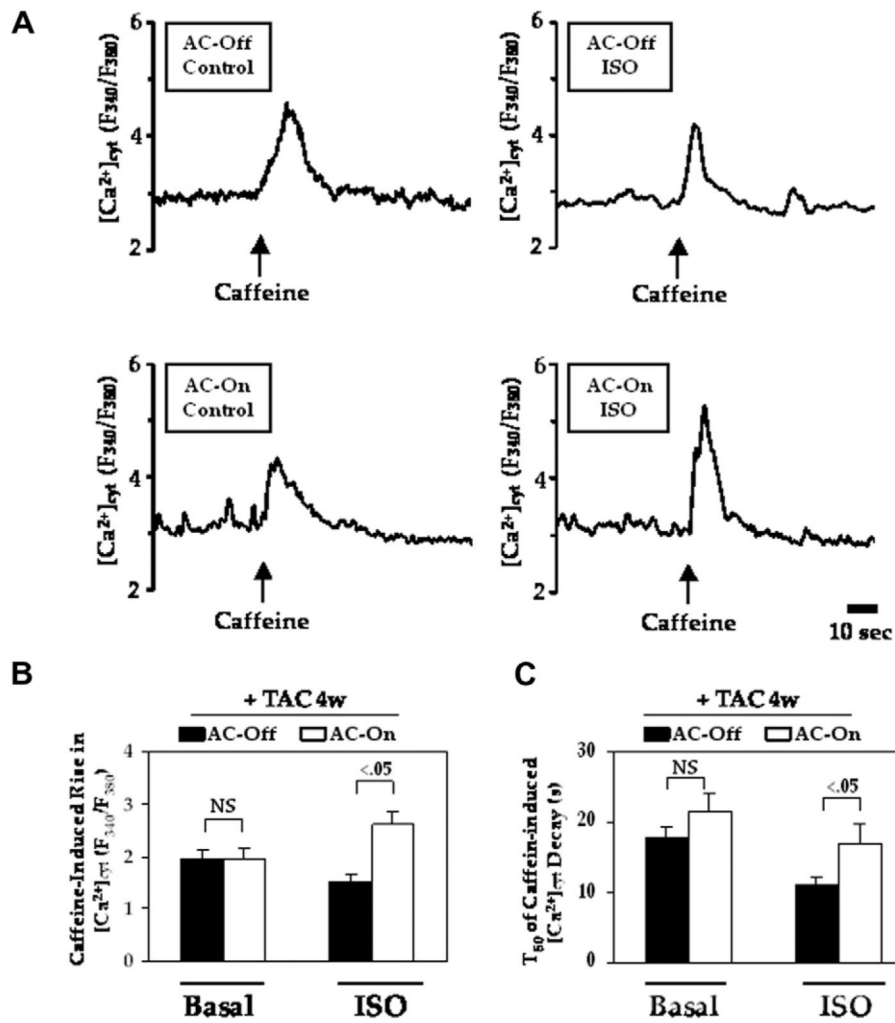 A
[Ca²⁺]cyt (F340/F380)
6
4
2
AC-Off
Control
Caffeine
[Ca²⁺]cyt (F340/F380)
6
4
2
AC-Off
ISO
Caffeine
[Ca²⁺]cyt (F340/F380)
6
4
2
AC-On
Control
Caffeine
[Ca²⁺]cyt (F340/F380)
6
4
2
AC-On
ISO
Caffeine
10 sec
B
+ TAC 4w
AC-Off AC-On
Caffeine-Induced Rise in
[Ca²⁺]cyt (F340/F380)
4
3
2
1
0
NS
<.05
Basal ISO
C
+ TAC 4w
AC-Off AC-On
T60 of Caffein-induced
[Ca²⁺]cyt Decay (s)
30
20
10
0
NS
<.05
Basal ISO